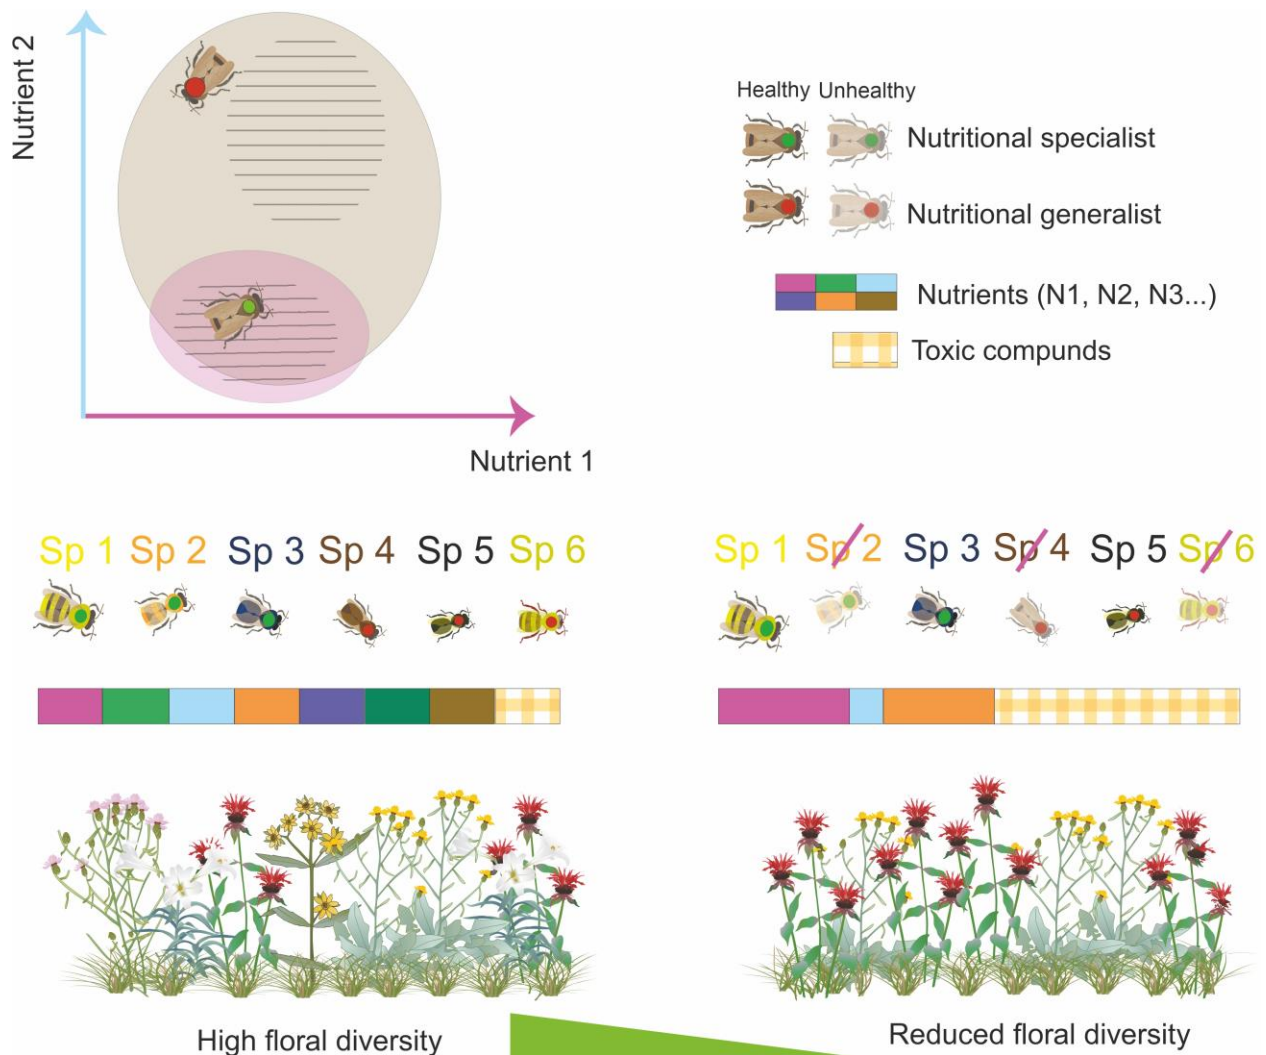 Nutrient 2
Nutrient 1
Healthy Unhealthy
Nutritional specialist
Nutritional generalist
Nutrients (N1, N2, N3...)
Toxic compunds
Sp 1 Sp 2 Sp 3 Sp 4 Sp 5 Sp 6
Sp 1 Sp 2 Sp 3 Sp 4 Sp 5 Sp 6
High floral diversity
Reduced floral diversity